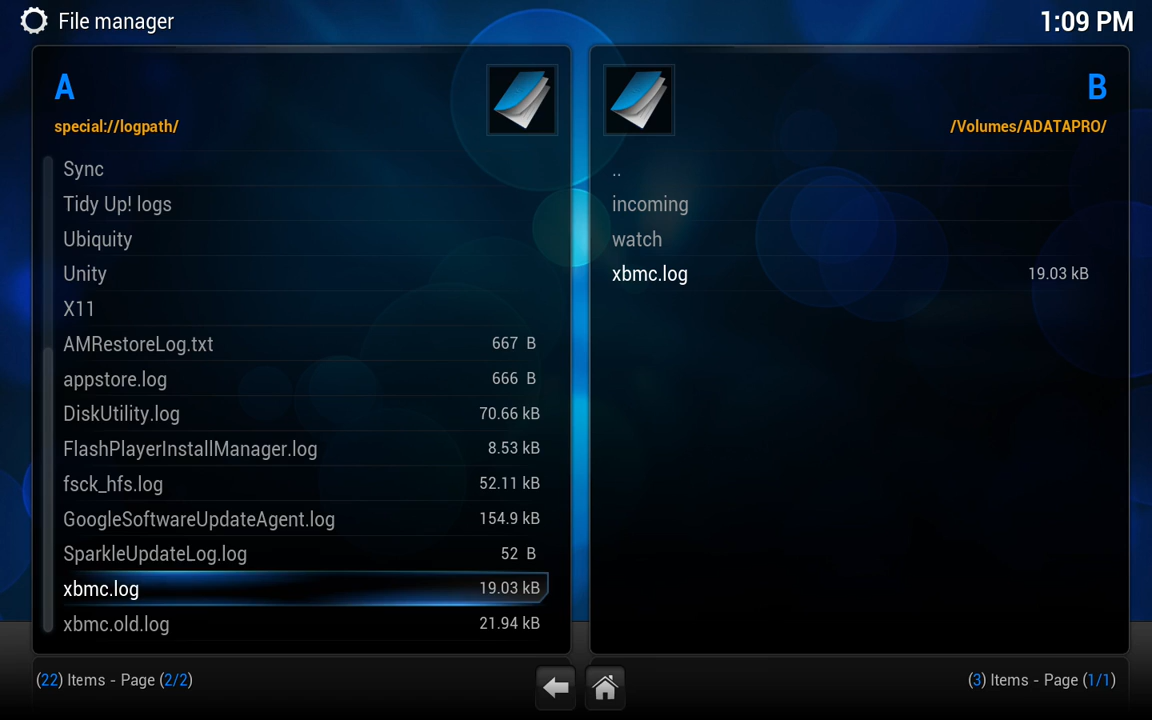 File manager
1:09 PM
A
special://logpath/
Sync
Tidy Up! logs
Ubiquity
Unity
X11
AMRestoreLog.txt 667 B
appstore.log 666 B
DiskUtility.log 70.66 kB
FlashPlayerInstallManager.log 8.53 kB
fsck_hfs.log 52.11 kB
GoogleSoftwareUpdateAgent.log 154.9 kB
SparkleUpdateLog.log 52 B
xbmc.log 19.03 kB
xbmc.old.log 21.94 kB
(22) Items - Page (2/2)
B
/Volumes/ADATAPRO/
..
incoming
watch
xbmc.log 19.03 kB
(3) Items - Page (1/1)